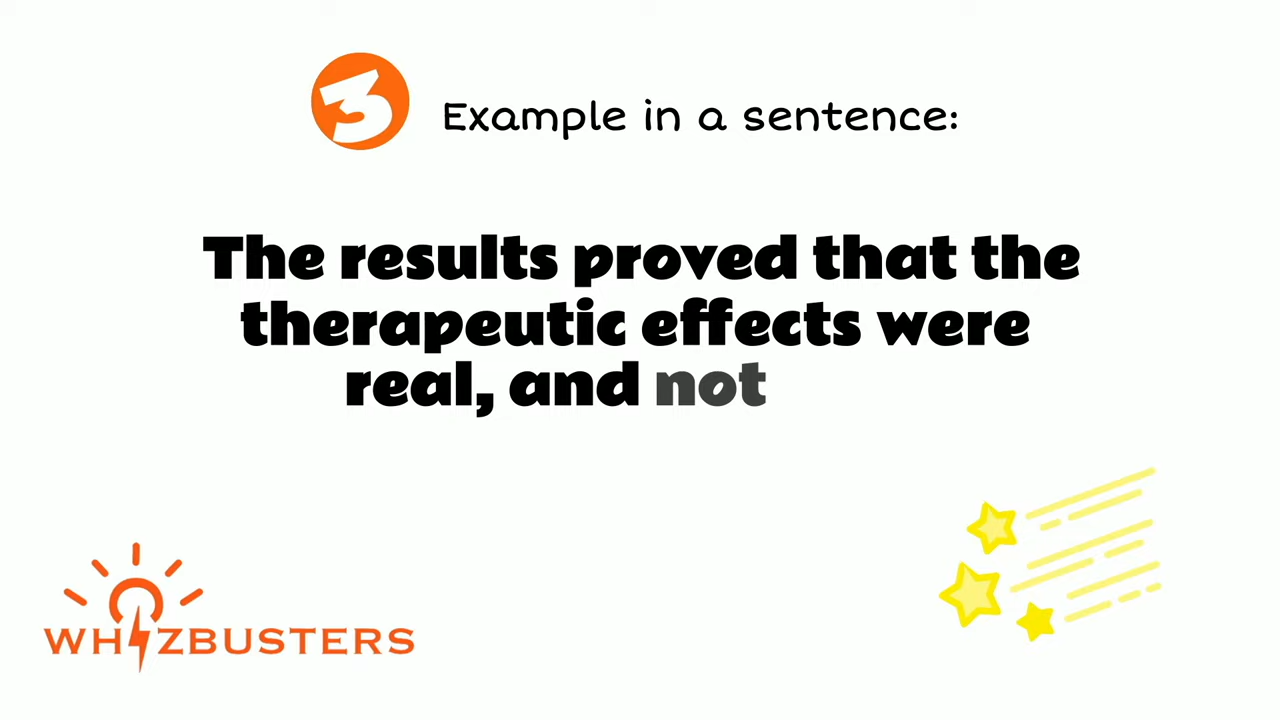 3 Example in a sentence:
The results proved that the
therapeutic effects were
real, and not
WHIZBUSTERS